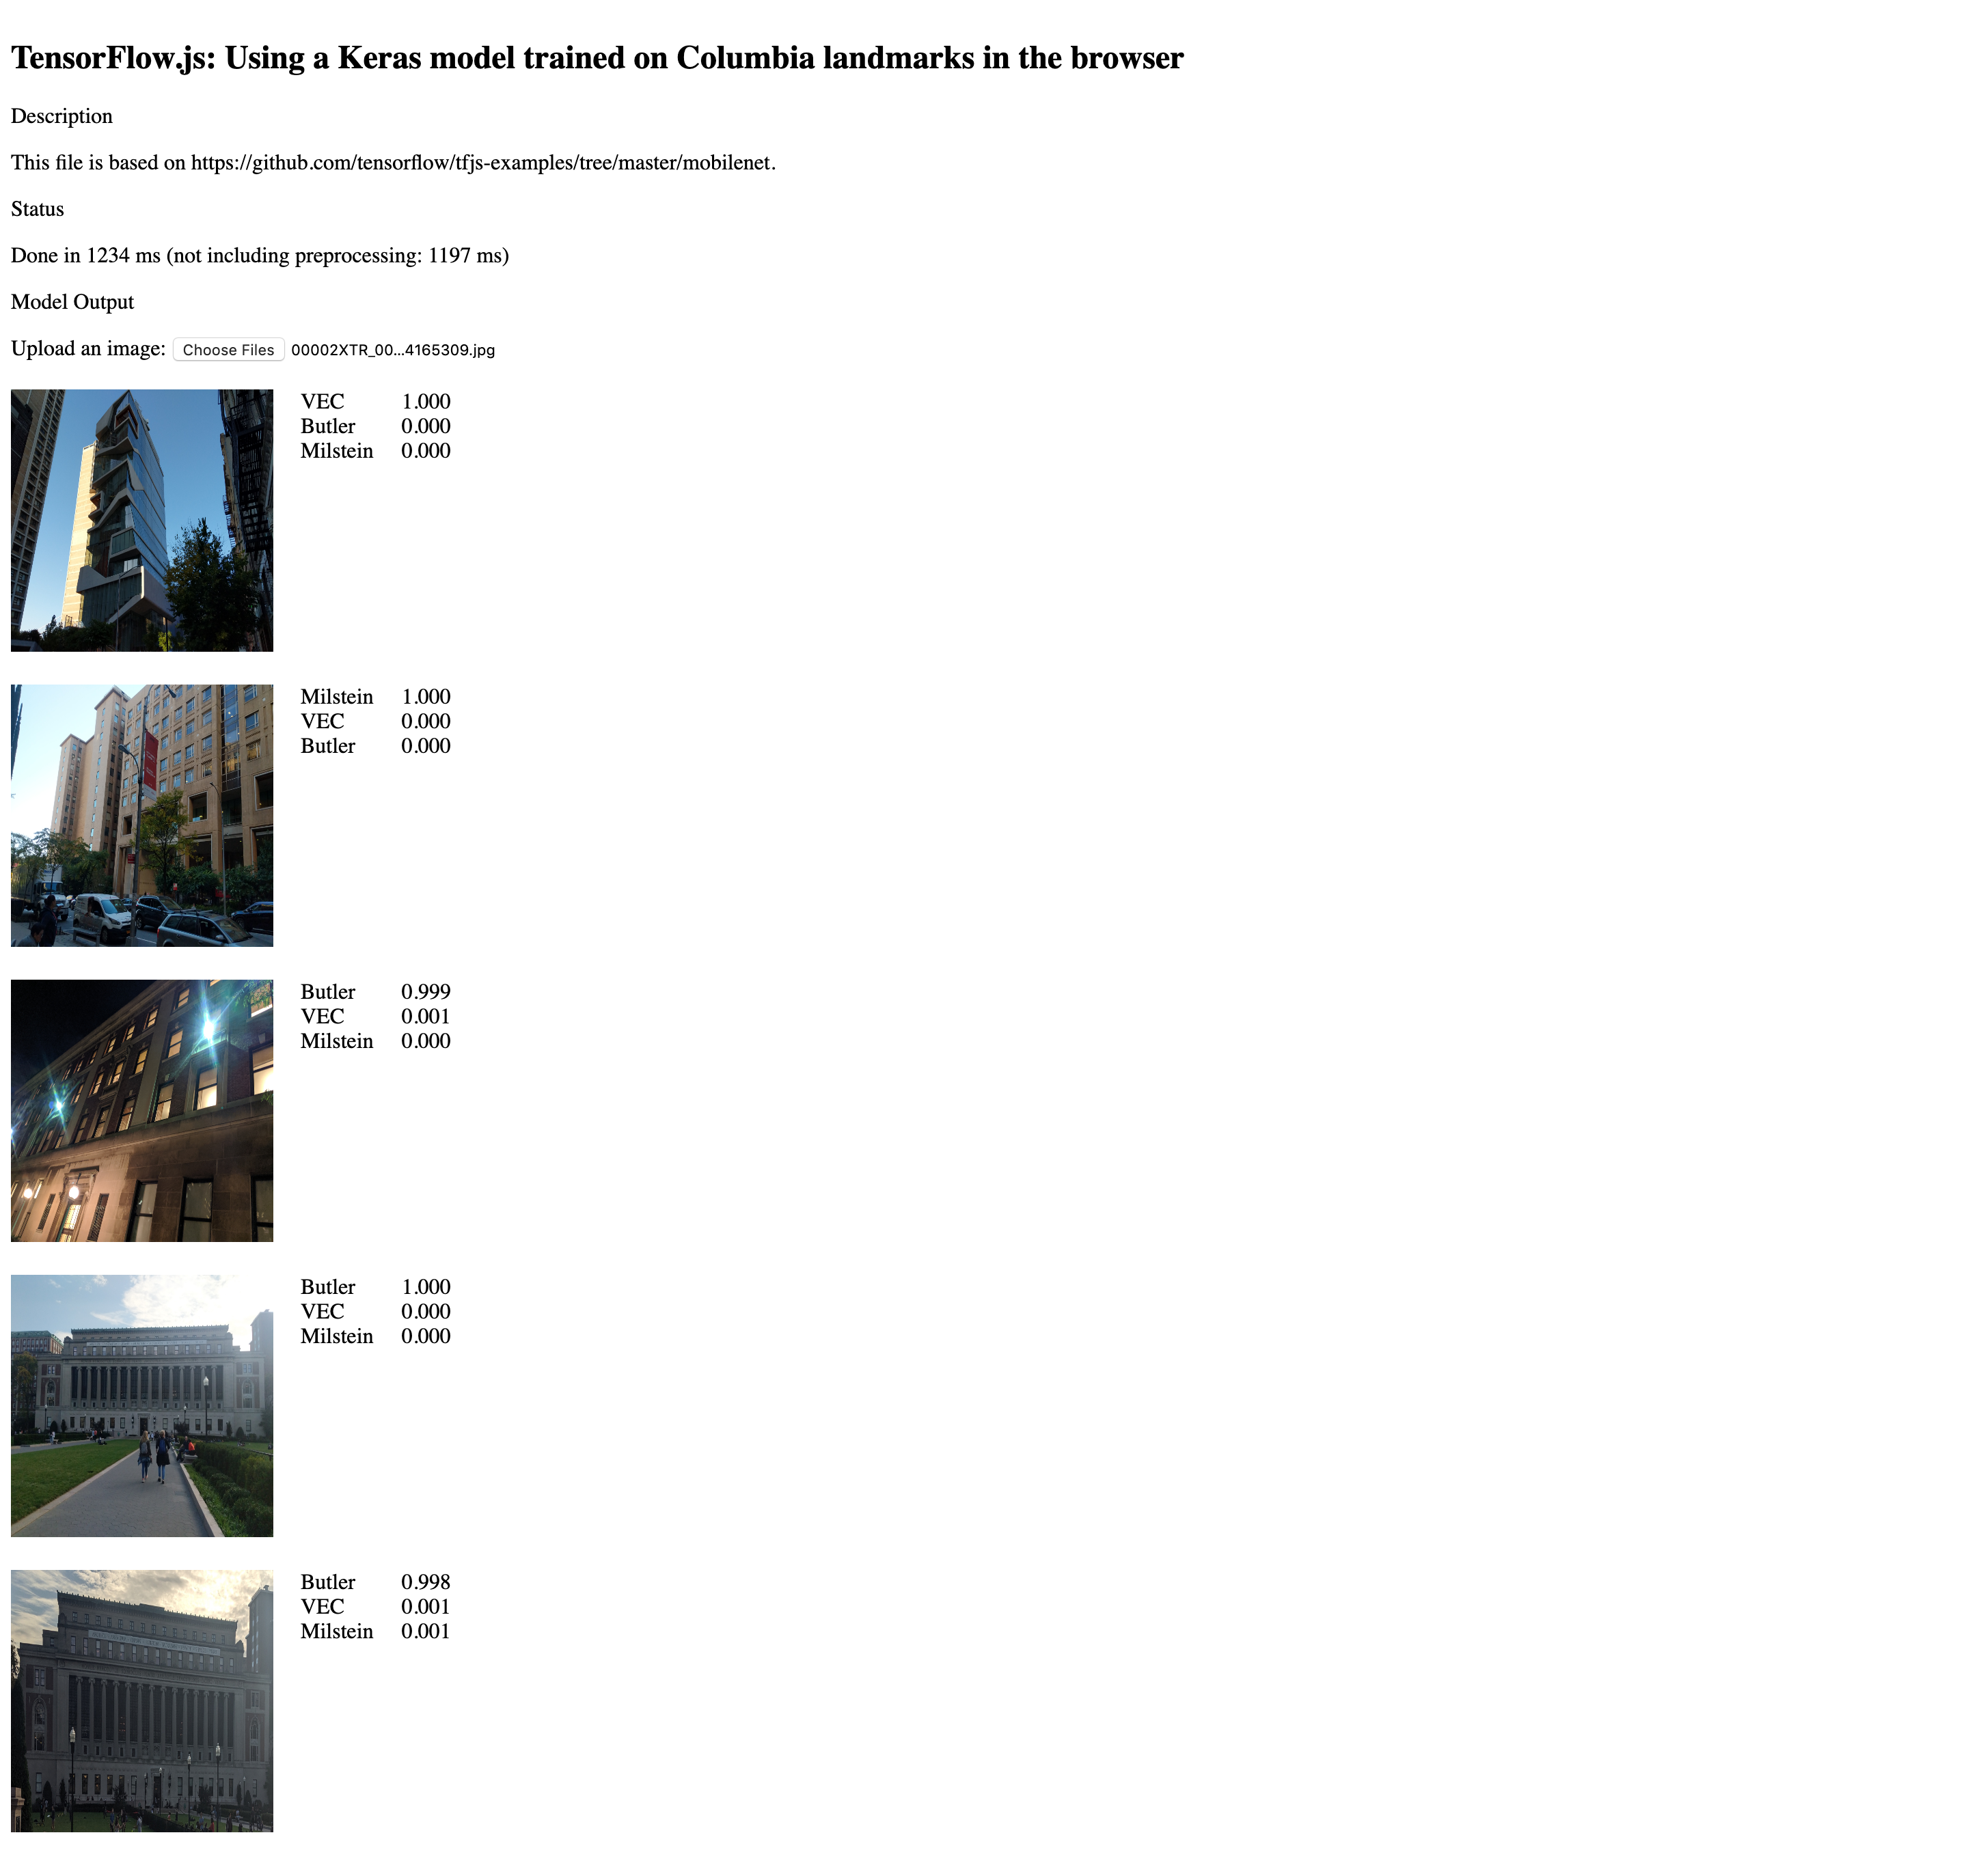 TensorFlow.js: Using a Keras model trained on Columbia landmarks in the browser
Description
This file is based on https://github.com/tensorflow/tfjs-examples/tree/master/mobilenet.
Status
Done in 1234 ms (not including preprocessing: 1197 ms)
Model Output
Upload an image: Choose Files 00002XTR_00...4165309.jpg
VEC 1.000
Butler 0.000
Milstein 0.000
Milstein 1.000
VEC 0.000
Butler 0.000
Butler 0.999
VEC 0.001
Milstein 0.000
Butler 1.000
VEC 0.000
Milstein 0.000
Butler 0.998
VEC 0.001
Milstein 0.001